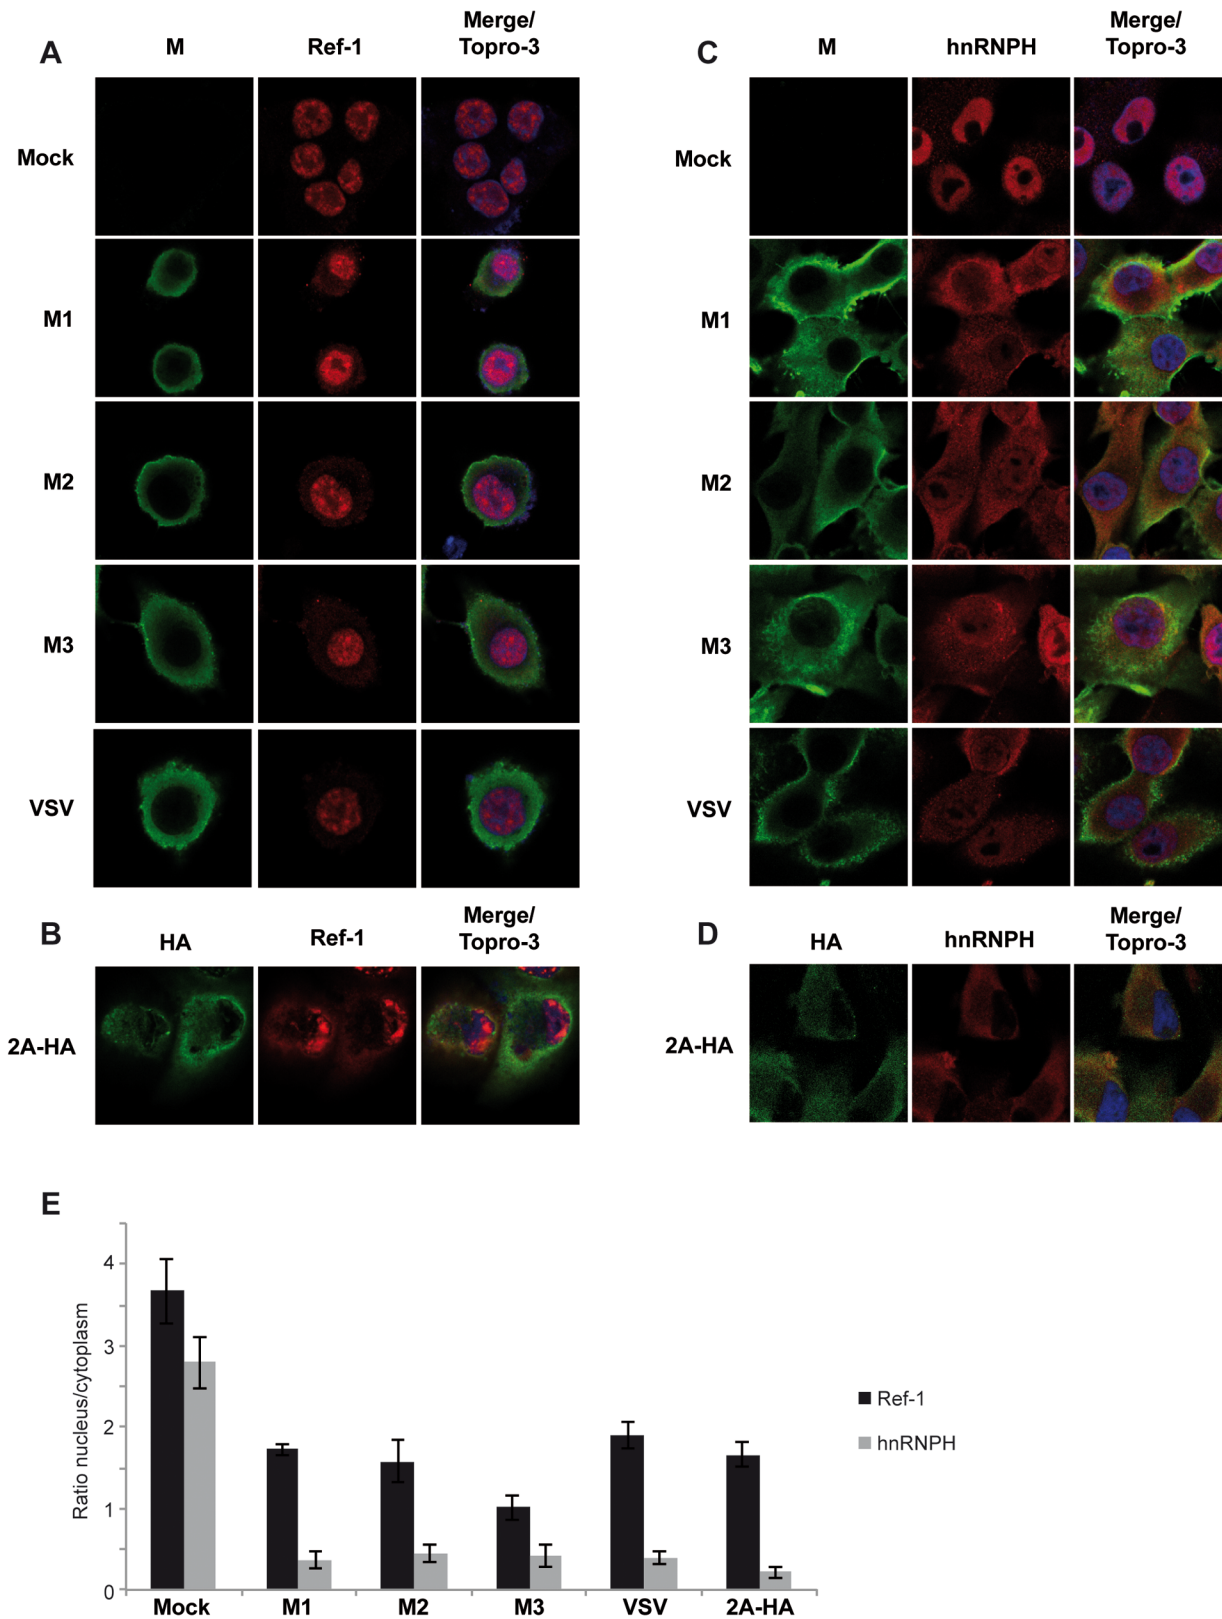 A
M
Ref-1
Merge/
Topro-3
Mock
M1
M2
M3
VSV
C
M
hnRNPH
Merge/
Topro-3
Mock
M1
M2
M3
VSV
B
HA
Ref-1
Merge/
Topro-3
2A-HA
D
HA
hnRNPH
Merge/
Topro-3
2A-HA
E
Ratio nucleus/cytoplasm
4
3
2
1
0
Mock
M1
M2
M3
VSV
2A-HA
Ref-1
hnRNPH